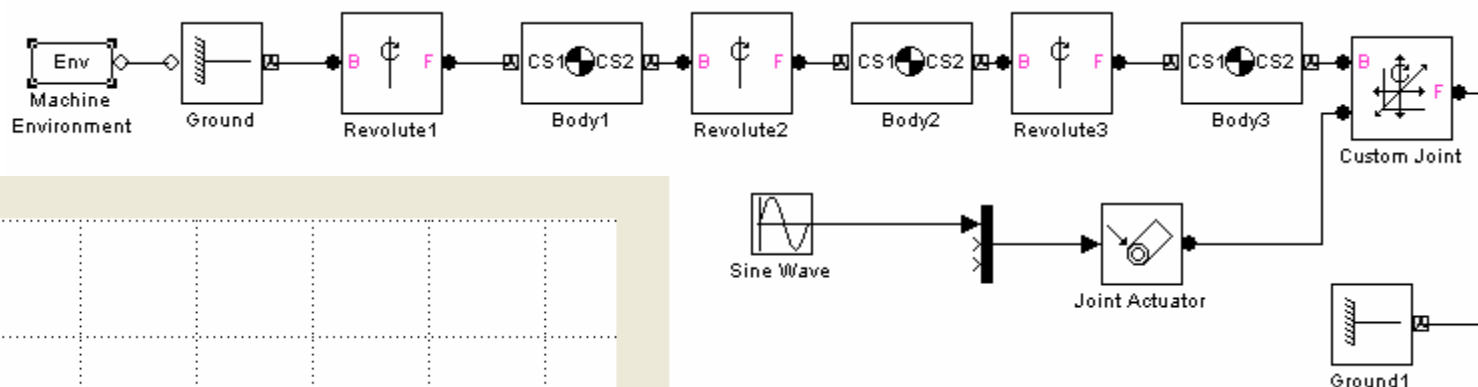 Env
Machine
Environment
Ground
B F
Revolute1
CS1 CS2
Body1
B F
Revolute2
CS1 CS2
Body2
B F
Revolute3
CS1 CS2
Body3
B
F
Custom Joint
Sine Wave
Joint Actuator
Ground1